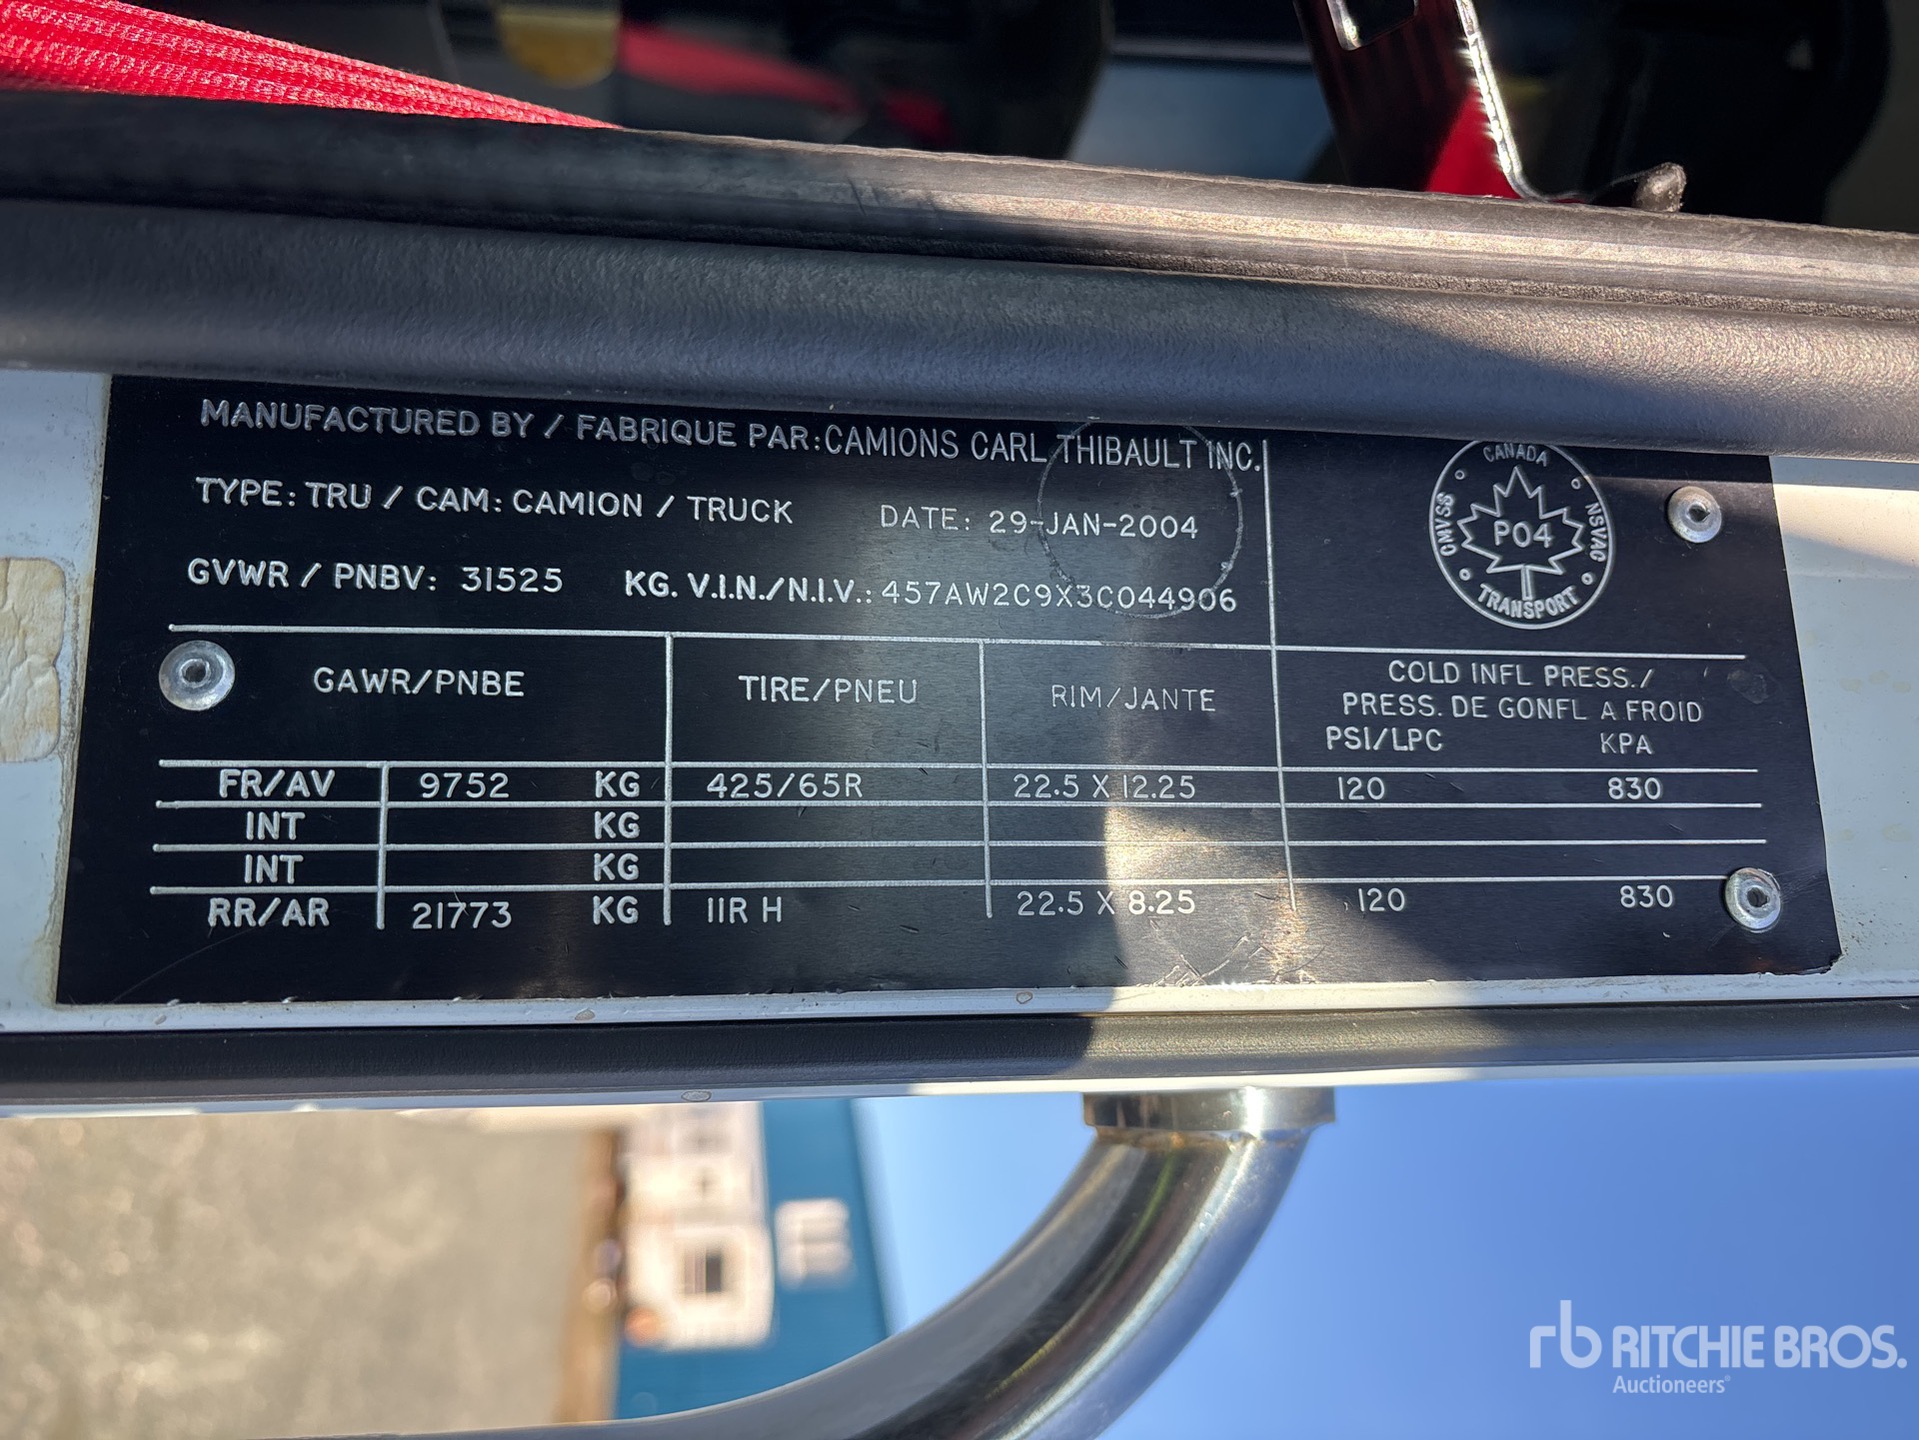 MANUFACTURED BY / FABRIQUE PAR: CAMIONS CARL THIBAULT INC.
TYPE: TRU / CAM: CAMION / TRUCK DATE: 29-JAN-2004
GVWR / PNBV: 31525 KG. V.I.N./N.I.V.: 457AW2C9X3C044906
CANADA
CMVSS
NSVAC
P04
TRANSPORT
GAWR/PNBE TIRE/PNEU RIM/JANTE COLD INFL PRESS./
PRESS. DE GONFL A FROID
PSI/LPC KPA
FR/AV 9752 KG 425/65R 22.5 X 12.25 120 830
INT KG
INT KG
RR/AR 21773 KG 11R H 22.5 X 8.25 120 830
rb RITCHIE BROS.
Auctioneers